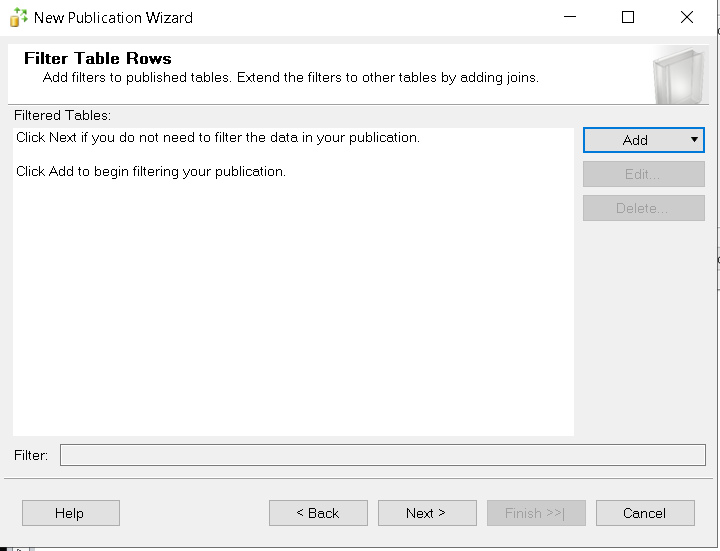 New Publication Wizard
Filter Table Rows
Add filters to published tables. Extend the filters to other tables by adding joins.
Filtered Tables:
Click Next if you do not need to filter the data in your publication.
Click Add to begin filtering your publication.
Add
Edit...
Delete...
Filter:
Help
< Back
Next >
Finish >>|
Cancel